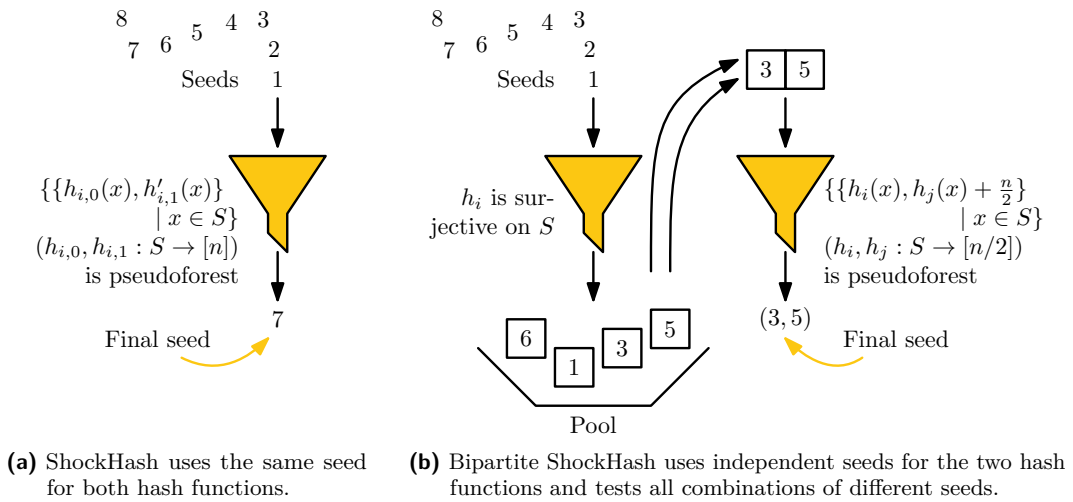 8 7 6 5 4 3 2
Seeds 1
{{h_{i,0}(x), h'_{i,1}(x)}
| x ∈ S}
(h_{i,0}, h_{i,1} : S → [n])
is pseudoforest
7
Final seed
(a) ShockHash uses the same seed
for both hash functions.
8 7 6 5 4 3 2
Seeds 1
h_i is sur-
jective on S
6 1 3 5
Pool
3 5
{{h_i(x), h_j(x) + n/2}
| x ∈ S}
(h_i, h_j : S → [n/2])
is pseudoforest
(3, 5)
Final seed
(b) Bipartite ShockHash uses independent seeds for the two hash
functions and tests all combinations of different seeds.